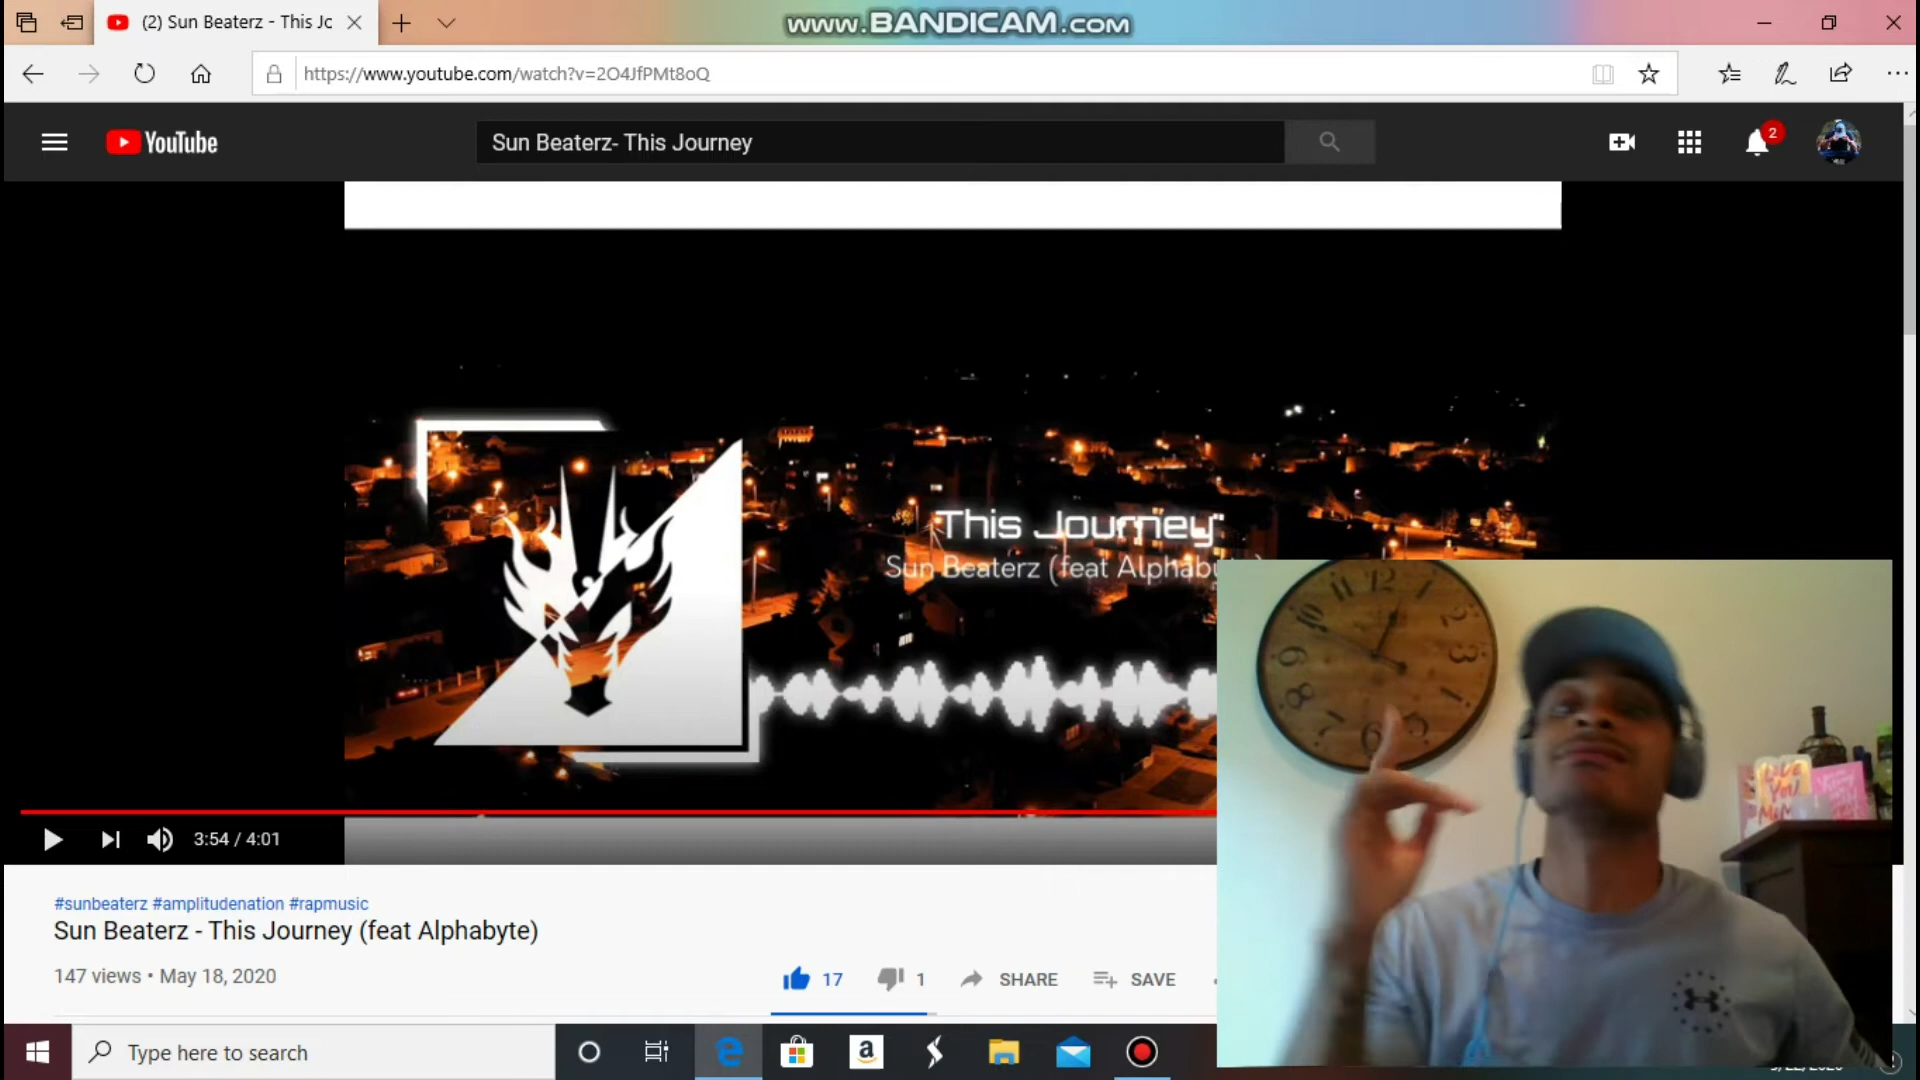 (2) Sun Beaterz - This Jc
www.BANDICAM.com
https://www.youtube.com/watch?v=2O4JfPMt8oQ
YouTube
Sun Beaterz- This Journey
2
This Journey
Sun Beaterz (feat Alphaby
3:54 / 4:01
#sunbeaterz #amplitudenation #rapmusic
Sun Beaterz - This Journey (feat Alphabyte)
147 views • May 18, 2020
17
1
SHARE
SAVE
Type here to search
a